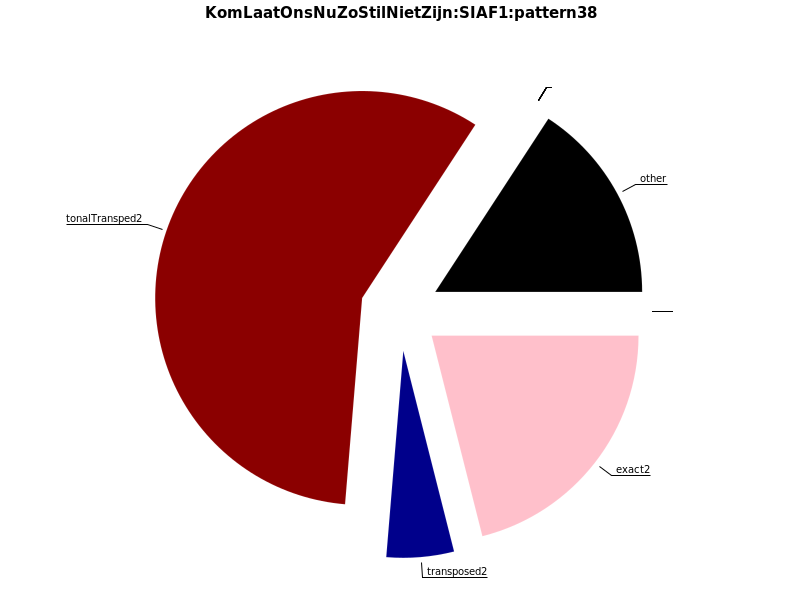 KomLaatOnsNuZoStilNietZijn:SIAF1:pattern38
other
tonalTransped2
exact2
transposed2